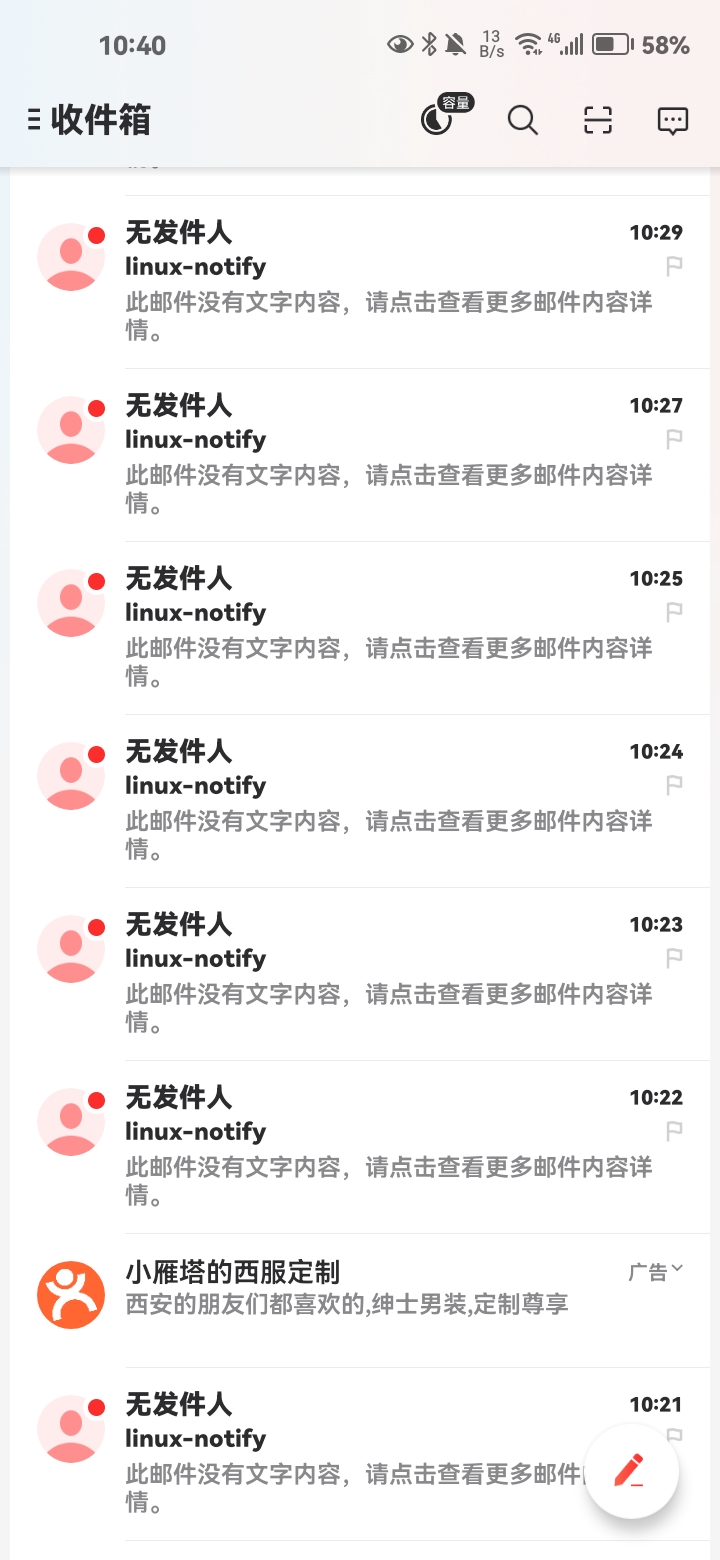 10:40
13
B/s
4G
58%
收件箱
容量
无发件人
10:29
linux-notify
此邮件没有文字内容，请点击查看更多邮件内容详
情。
无发件人
10:27
linux-notify
此邮件没有文字内容，请点击查看更多邮件内容详
情。
无发件人
10:25
linux-notify
此邮件没有文字内容，请点击查看更多邮件内容详
情。
无发件人
10:24
linux-notify
此邮件没有文字内容，请点击查看更多邮件内容详
情。
无发件人
10:23
linux-notify
此邮件没有文字内容，请点击查看更多邮件内容详
情。
无发件人
10:22
linux-notify
此邮件没有文字内容，请点击查看更多邮件内容详
情。
小雁塔的西服定制
广告
西安的朋友们都喜欢的,绅士男装,定制尊享
无发件人
10:21
linux-notify
此邮件没有文字内容，请点击查看更多邮件
情。